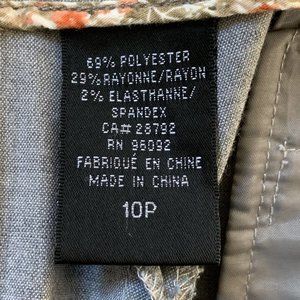 69% POLYESTER
29% RAYONNE/RAYON
2% ELASTHANNE/
SPANDEX
CA# 28792
RN 96092
FABRIQUÉ EN CHINE
MADE IN CHINA
10P